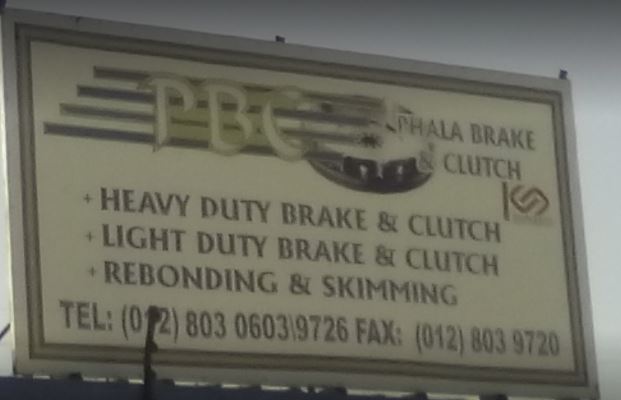 PBC
PHALA BRAKE
& CLUTCH
+ HEAVY DUTY BRAKE & CLUTCH
+ LIGHT DUTY BRAKE & CLUTCH
+ REBONDING & SKIMMING
TEL: (012) 803 0603\9726 FAX: (012) 803 9720